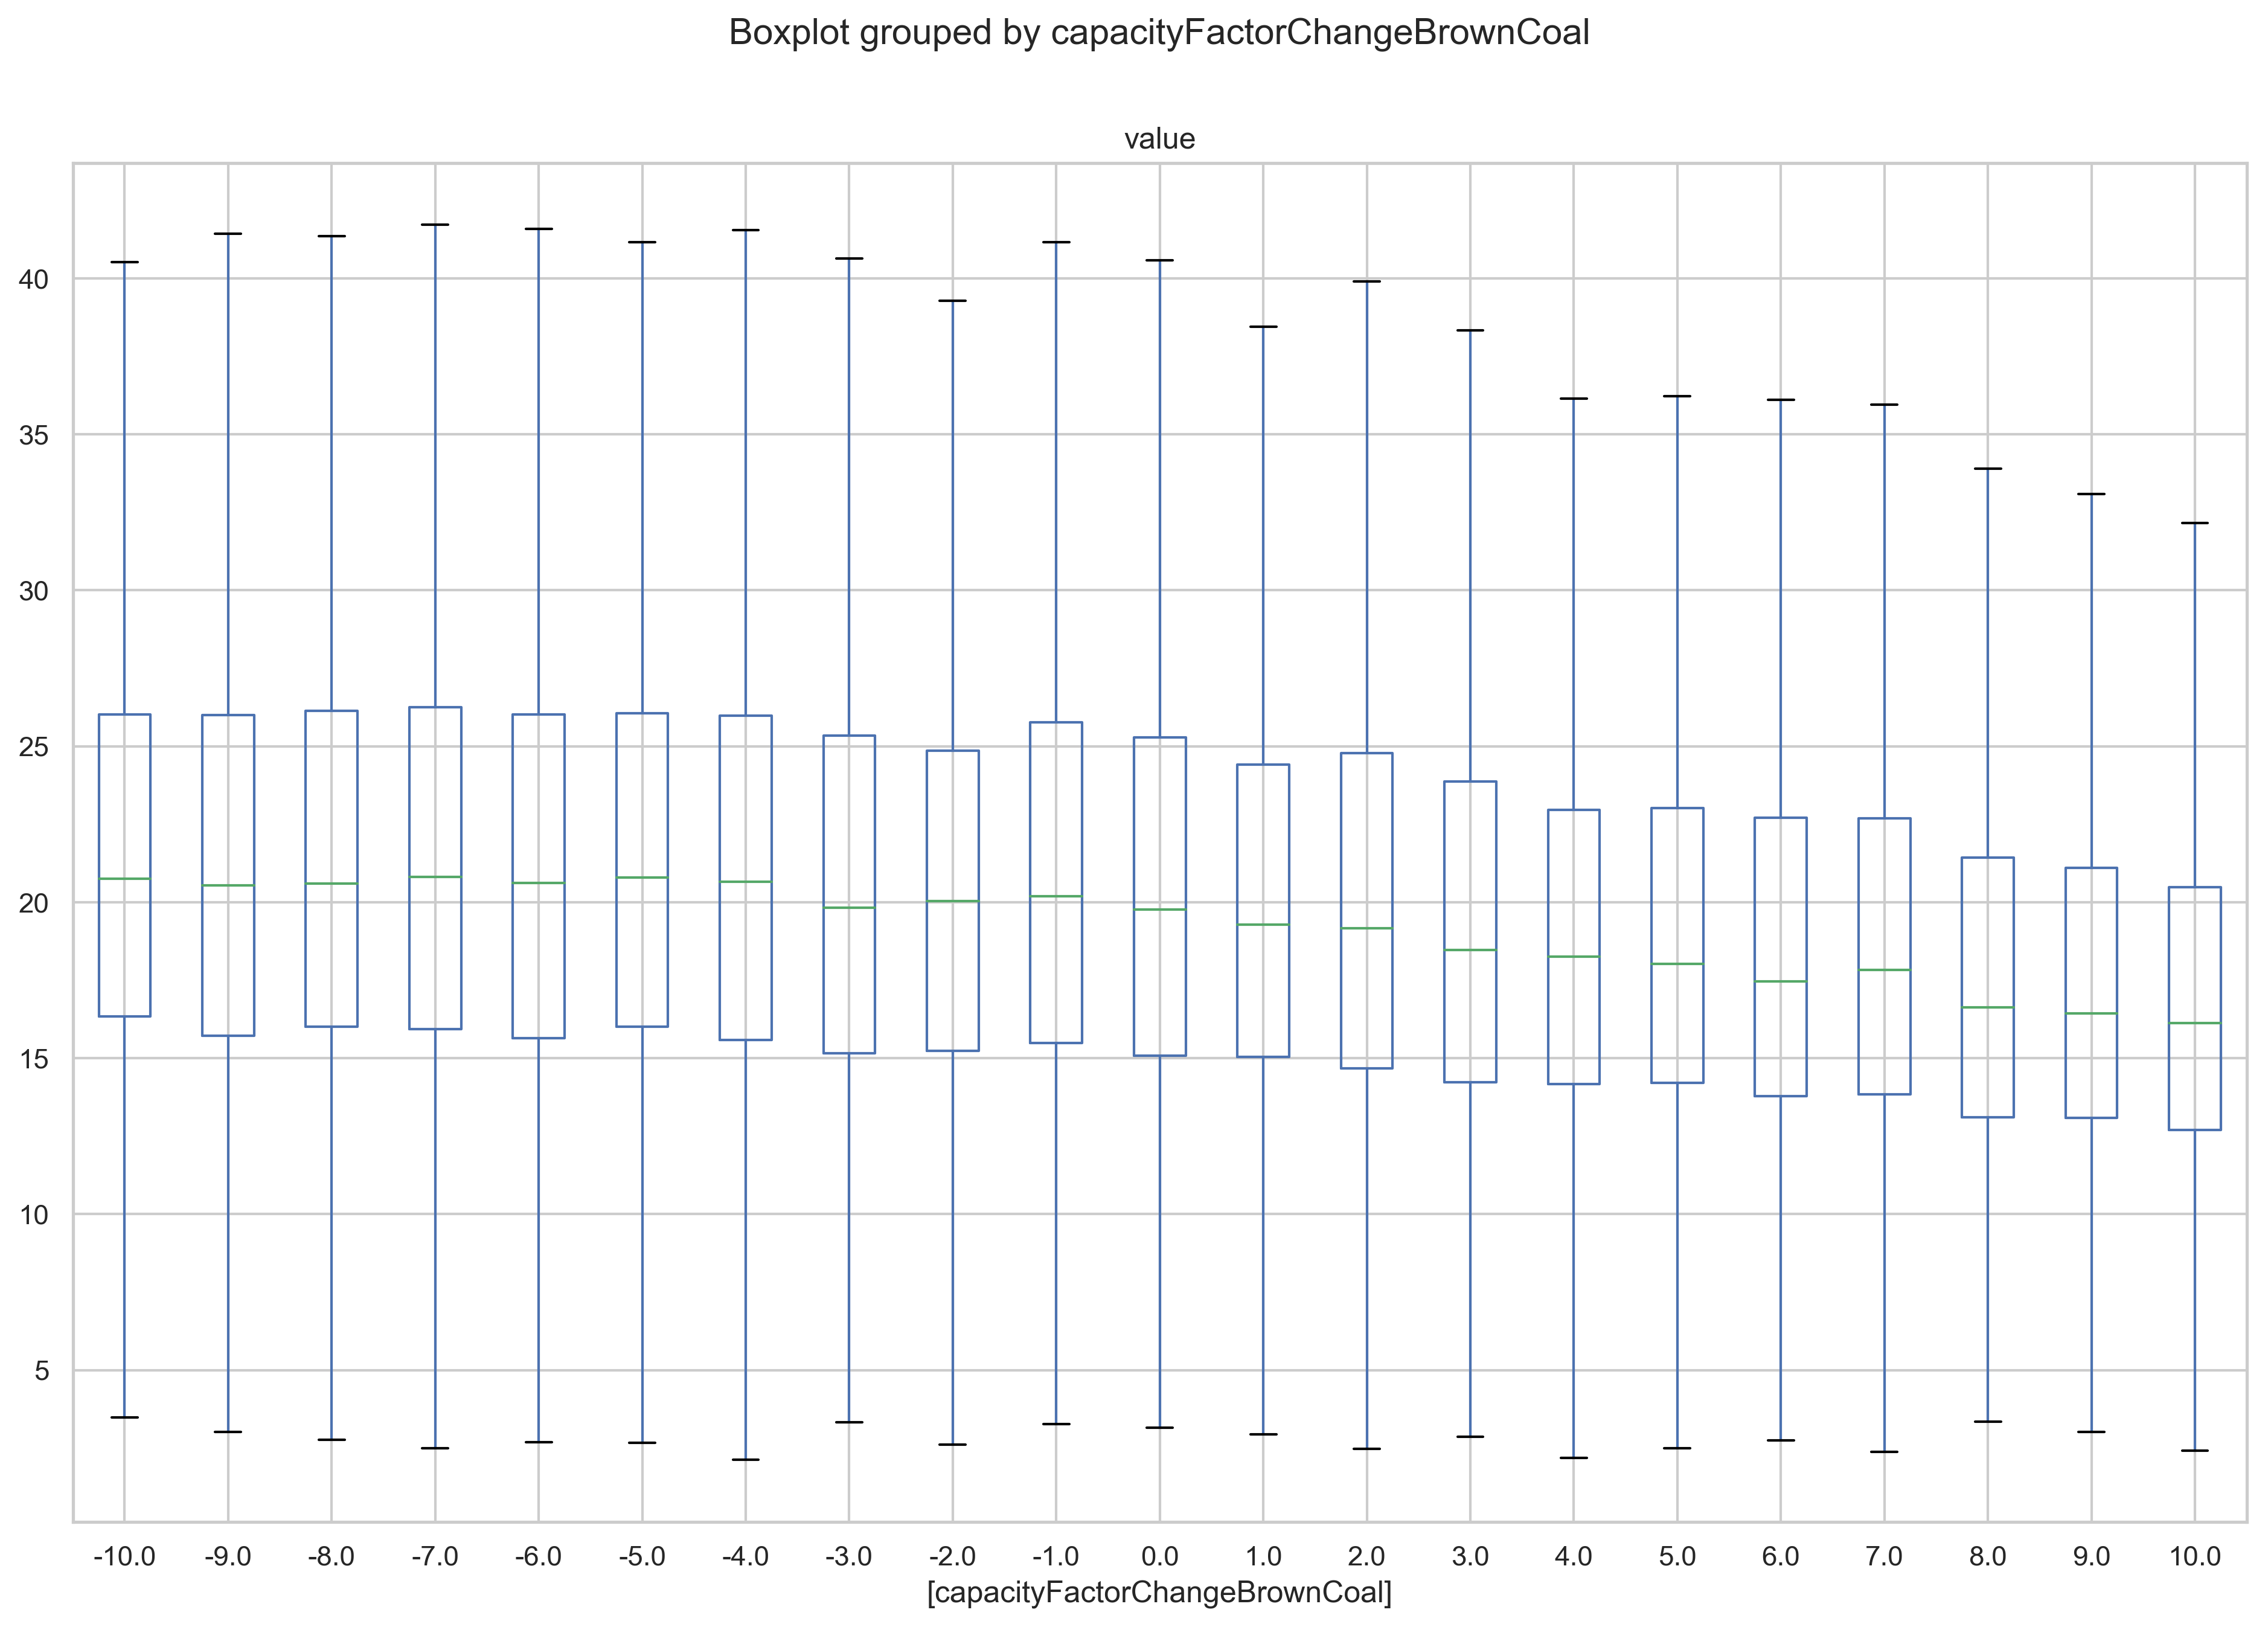 Boxplot grouped by capacityFactorChangeBrownCoal
value
40
35
30
25
20
15
10
5
-10.0 -9.0 -8.0 -7.0 -6.0 -5.0 -4.0 -3.0 -2.0 -1.0 0.0 1.0 2.0 3.0 4.0 5.0 6.0 7.0 8.0 9.0 10.0
[capacityFactorChangeBrownCoal]